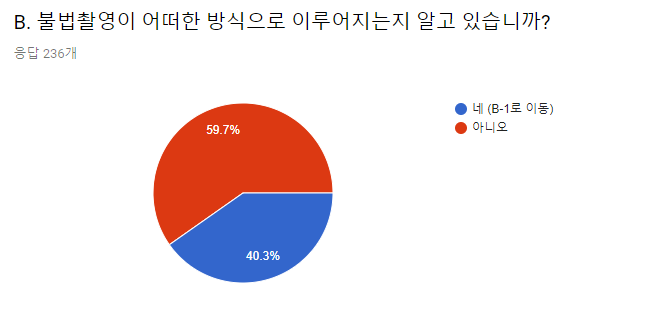 B. 불법촬영이 어떠한 방식으로 이루어지는지 알고 있습니까?
응답 236개
네 (B-1로 이동)
아니오
59.7%
40.3%